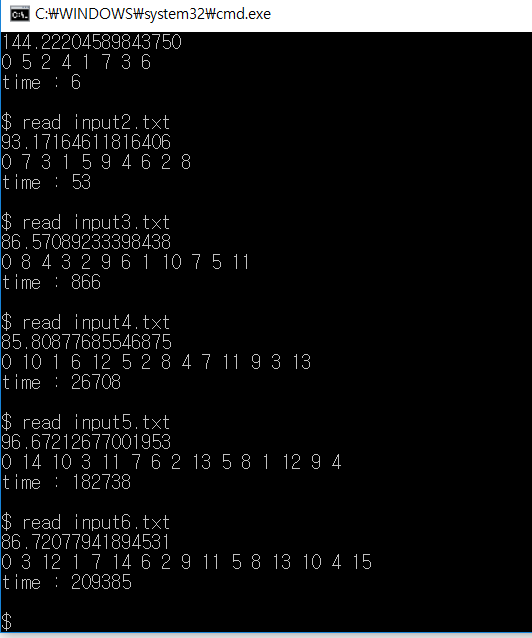 C:\WINDOWS\system32\cmd.exe
144.22204589843750
0 5 2 4 1 7 3 6
time : 6
$ read input2.txt
93.17164611816406
0 7 3 1 5 9 4 6 2 8
time : 53
$ read input3.txt
86.57089233398438
0 8 4 3 2 9 6 1 10 7 5 11
time : 866
$ read input4.txt
85.80877685546875
0 10 1 6 12 5 2 8 4 7 11 9 3 13
time : 26708
$ read input5.txt
96.67212677001953
0 14 10 3 11 7 6 2 13 5 8 1 12 9 4
time : 182738
$ read input6.txt
86.72077941894531
0 3 12 1 7 14 6 2 9 11 5 8 13 10 4 15
time : 209385
$